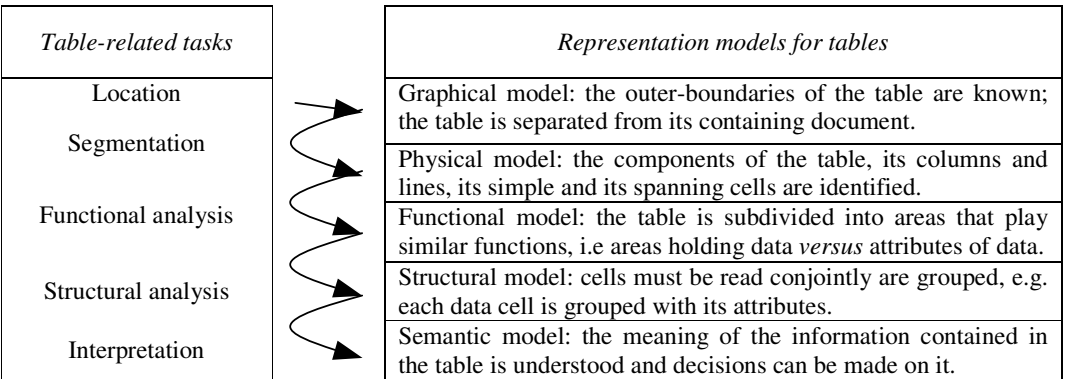 Table-related tasks
Representation models for tables
Location
Graphical model: the outer-boundaries of the table are known;
the table is separated from its containing document.
Segmentation
Physical model: the components of the table, its columns and
lines, its simple and its spanning cells are identified.
Functional analysis
Functional model: the table is subdivided into areas that play
similar functions, i.e areas holding data versus attributes of data.
Structural analysis
Structural model: cells must be read conjointly are grouped, e.g.
each data cell is grouped with its attributes.
Interpretation
Semantic model: the meaning of the information contained in
the table is understood and decisions can be made on it.